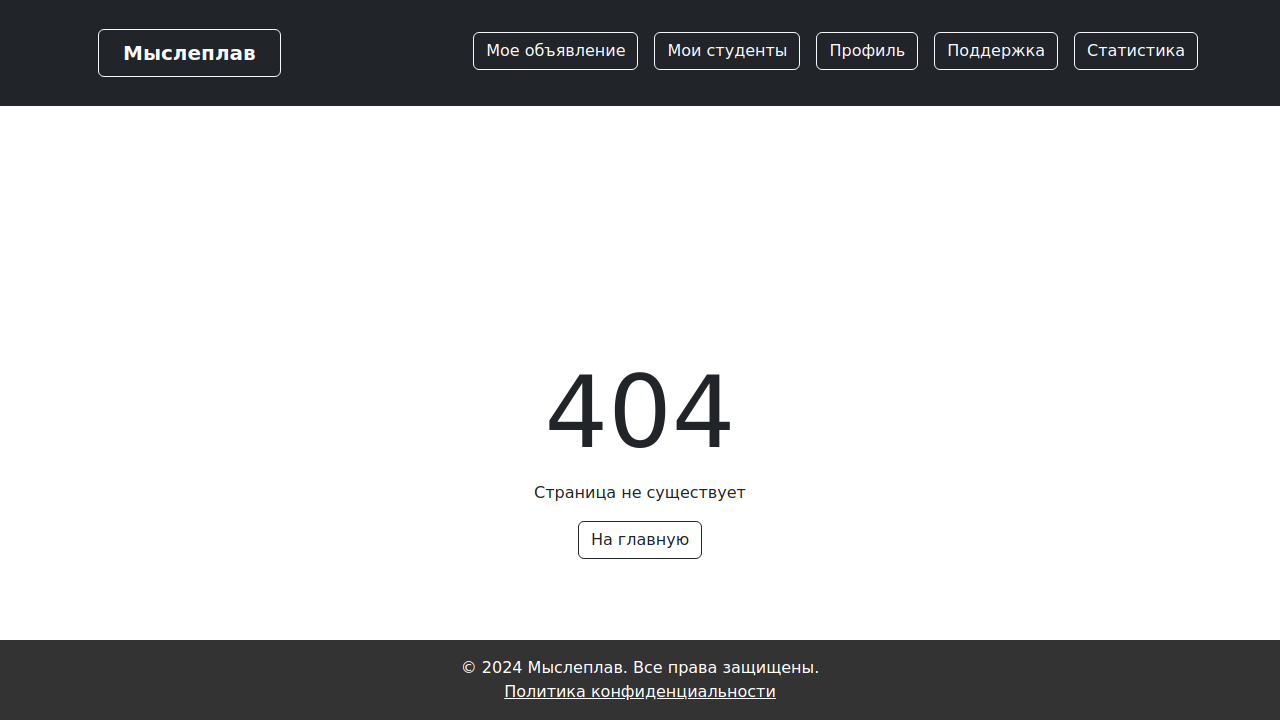 Мыслеплав
Мое объявление
Мои студенты
Профиль
Поддержка
Статистика
404
Страница не существует
На главную
© 2024 Мыслеплав. Все права защищены.
Политика конфиденциальности